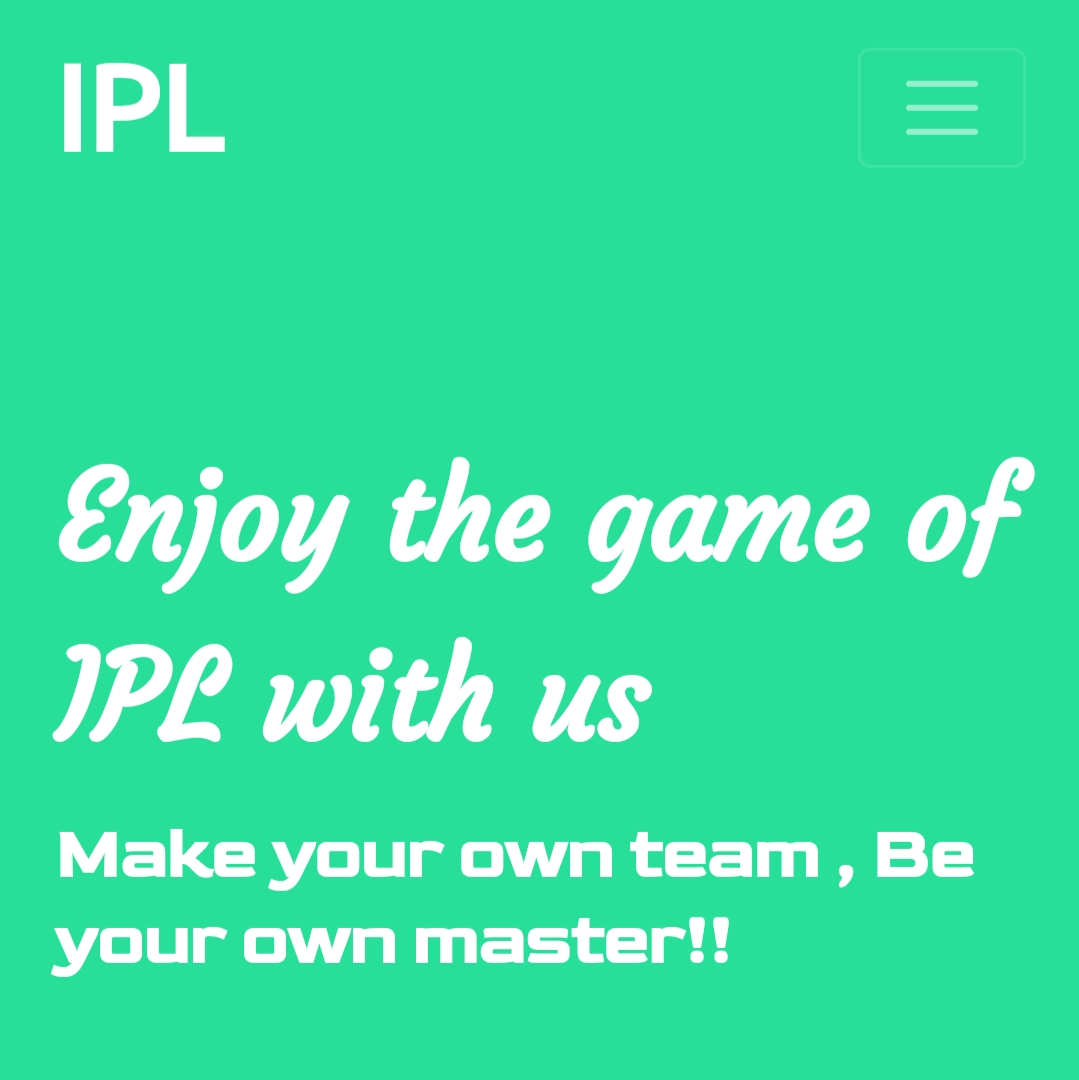 IPL
Enjoy the game of
IPL with us
Make your own team , Be
your own master!!